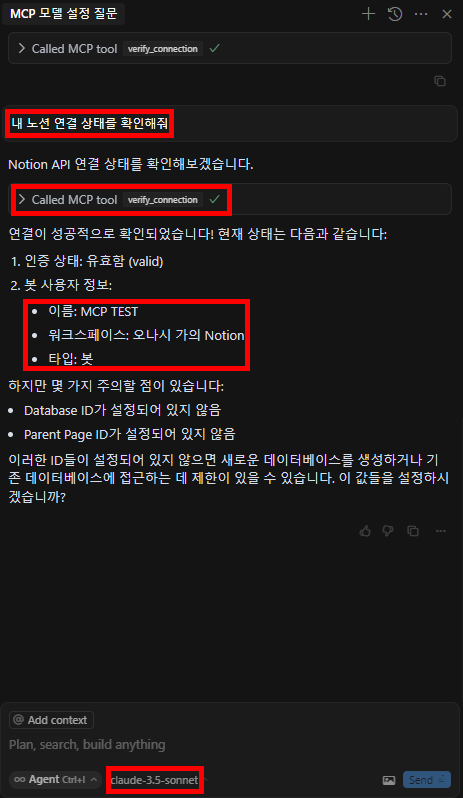 MCP 모델 설정 질문
Called MCP tool verify_connection
내 노션 연결 상태를 확인해줘
Notion API 연결 상태를 확인해보겠습니다.
Called MCP tool verify_connection
연결이 성공적으로 확인되었습니다! 현재 상태는 다음과 같습니다:
1. 인증 상태: 유효함 (valid)
2. 봇 사용자 정보:
• 이름: MCP TEST
• 워크스페이스: 오나시 가의 Notion
• 타입: 봇
하지만 몇 가지 주의할 점이 있습니다:
• Database ID가 설정되어 있지 않음
• Parent Page ID가 설정되어 있지 않음
이러한 ID들이 설정되어 있지 않으면 새로운 데이터베이스를 생성하거나 기
존 데이터베이스에 접근하는 데 제한이 있을 수 있습니다. 이 값들을 설정하시
겠습니까?
@ Add context
Plan, search, build anything
∞ Agent Ctrl+I claude-3.5-sonnet Send